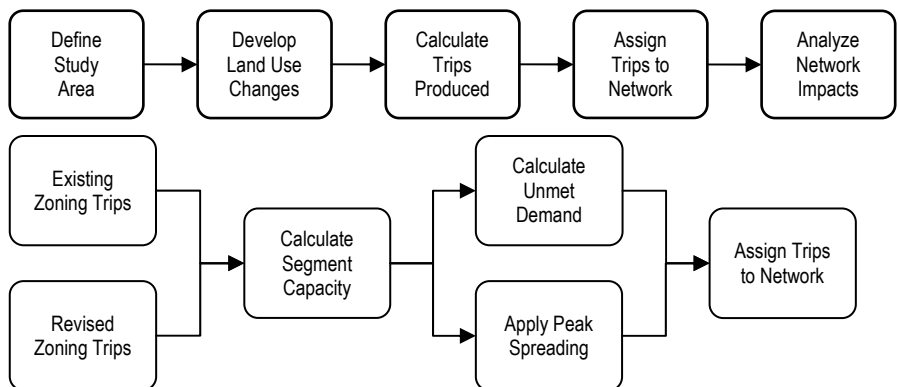 Define
Study
Area
Develop
Land Use
Changes
Calculate
Trips
Produced
Assign
Trips to
Network
Analyze
Network
Impacts
Existing
Zoning Trips
Revised
Zoning Trips
Calculate
Segment
Capacity
Calculate
Unmet
Demand
Apply Peak
Spreading
Assign Trips
to Network